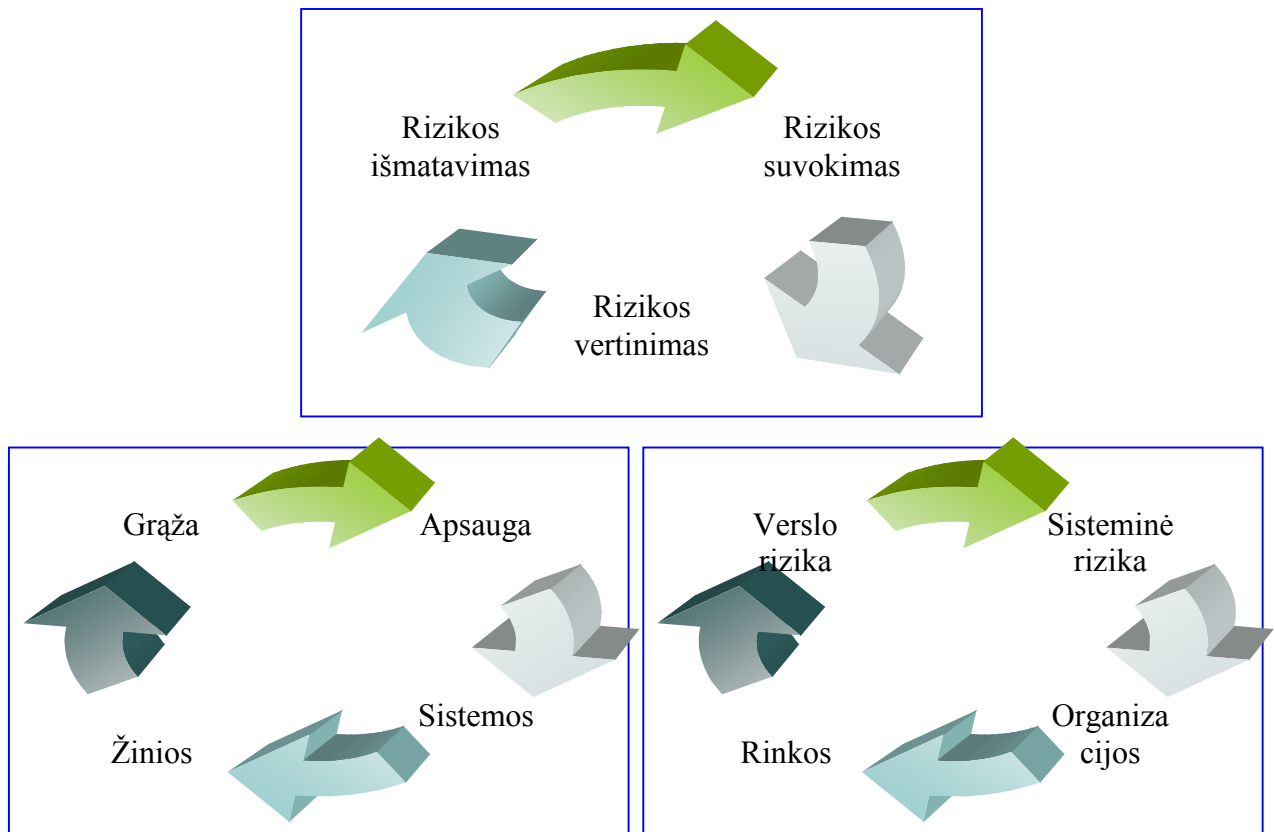 Rizikos
išmatavimas
Rizikos
suvokimas
Rizikos
vertinimas
Grąža
Apsauga
Sistemos
Žinios
Verslo
rizika
Sisteminė
rizika
Organiza
cijos
Rinkos